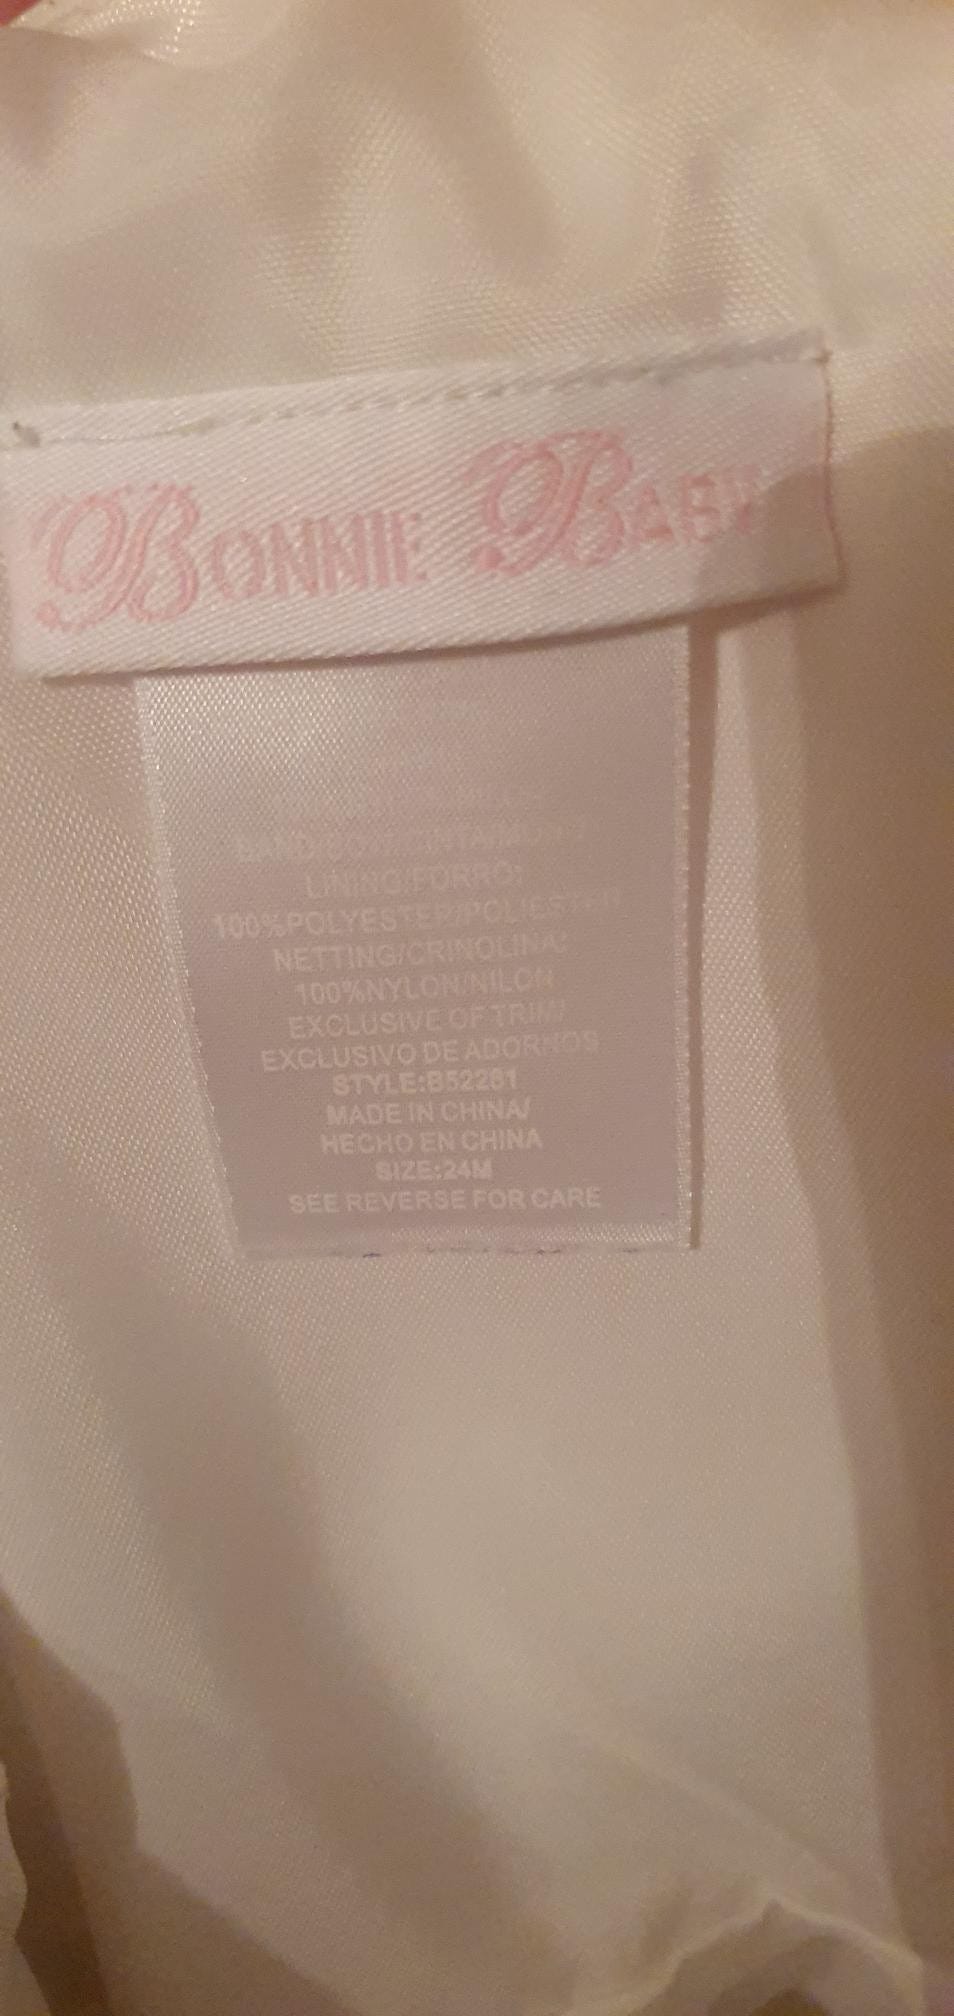 BONNIE BABY
LINING/FORRO:
100%POLYESTER/POLIESTER
NETTING/CRINOLINA:
100%NYLON/NILON
EXCLUSIVE OF TRIM/
EXCLUSIVO DE ADORNOS
STYLE:B52281
MADE IN CHINA/
HECHO EN CHINA
SIZE:24M
SEE REVERSE FOR CARE